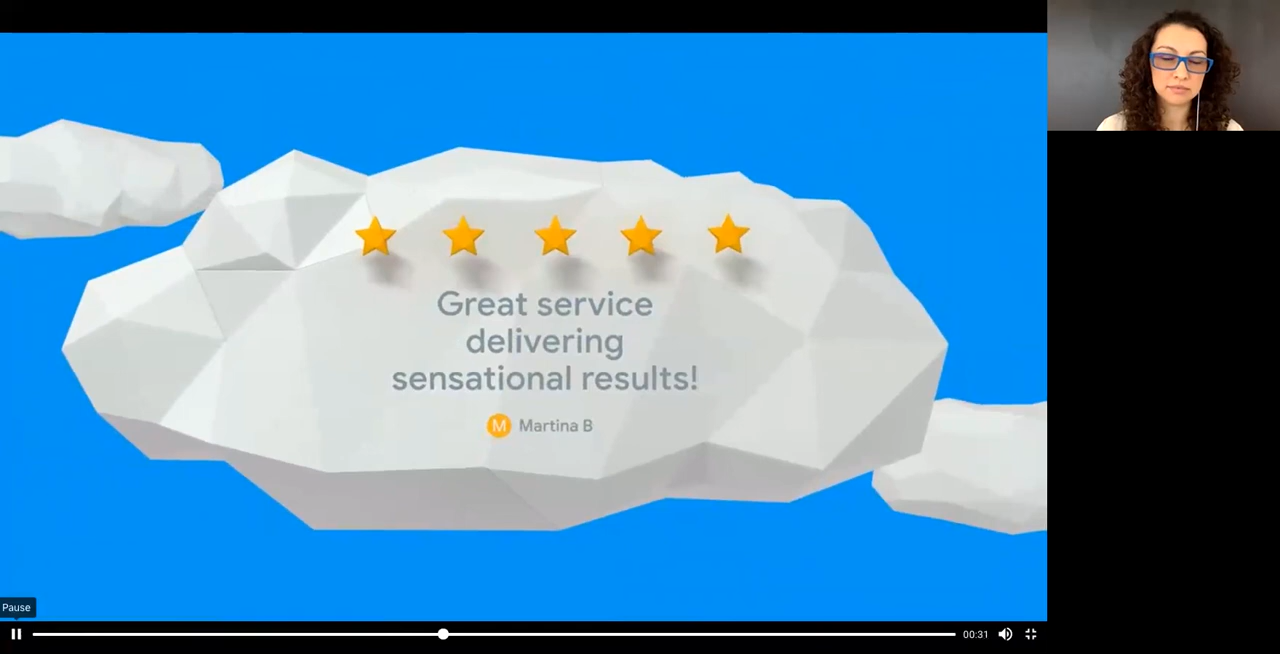 Great service
delivering
sensational results!
M Martina B
Pause
00:31